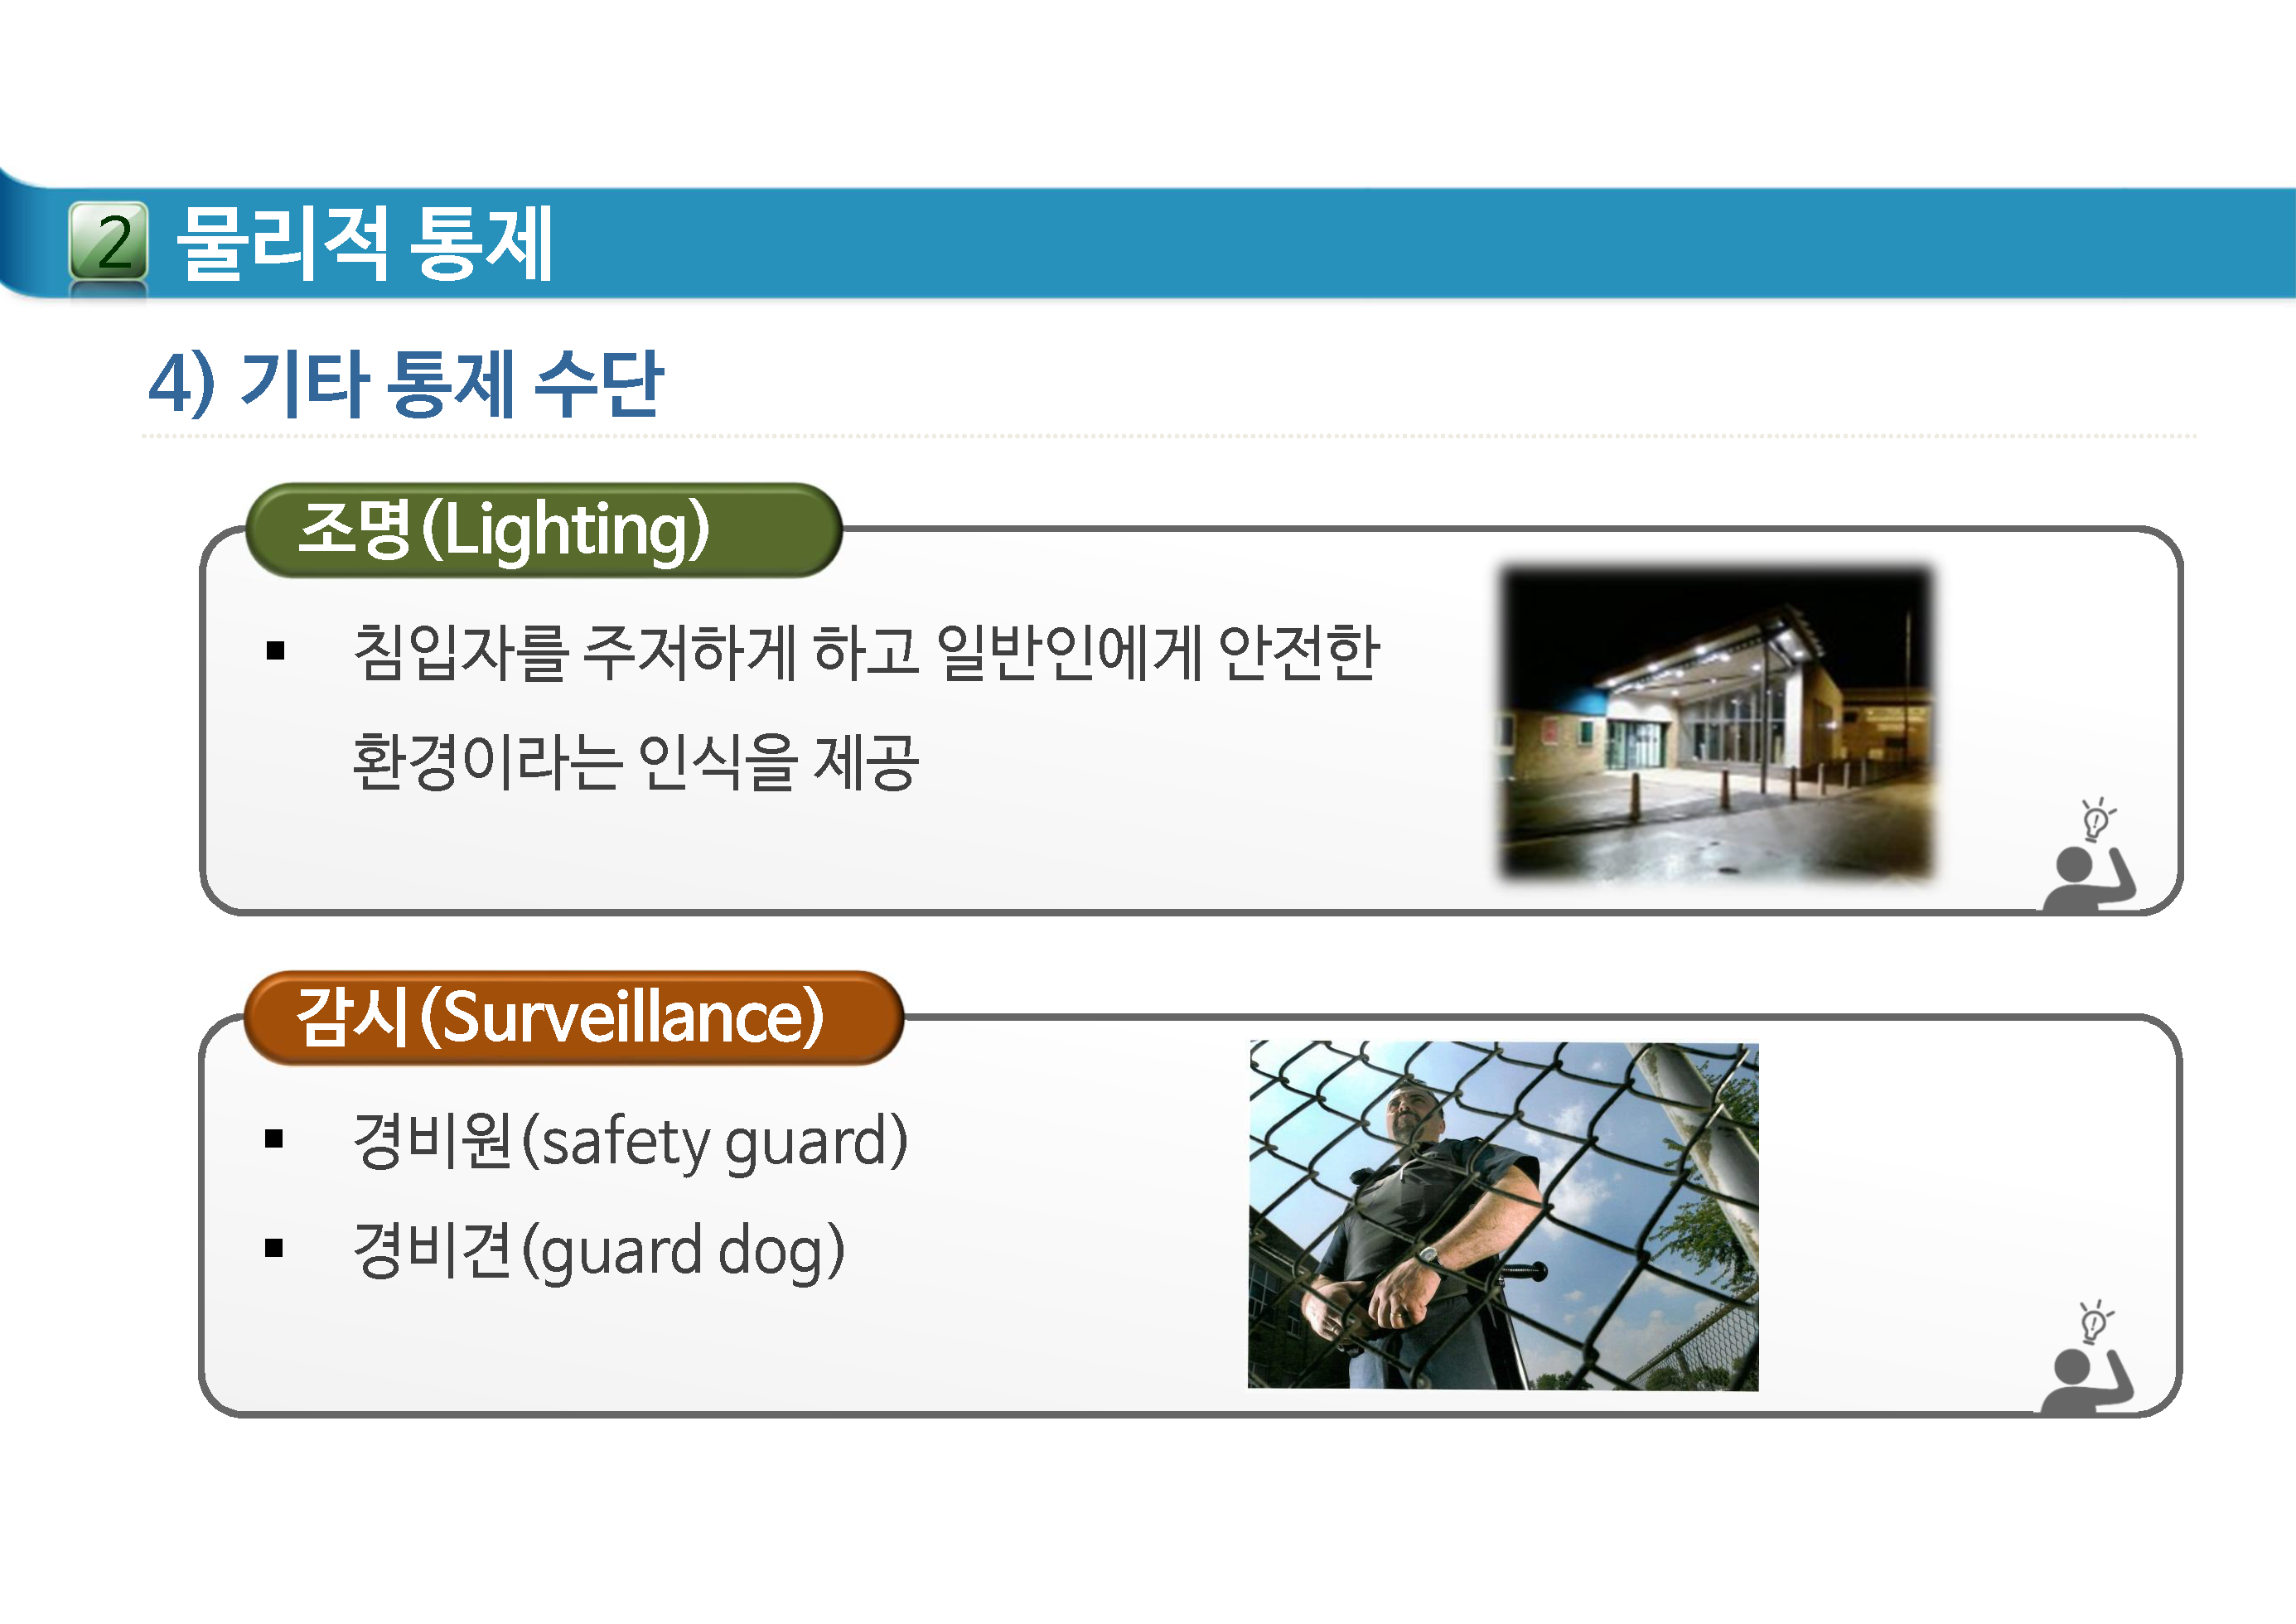 2 물리적 통제
4) 기타 통제 수단
조명(Lighting)
▪ 침입자를 주저하게 하고 일반인에게 안전한
환경이라는 인식을 제공
감시(Surveillance)
▪ 경비원(safety guard)
▪ 경비견(guard dog)